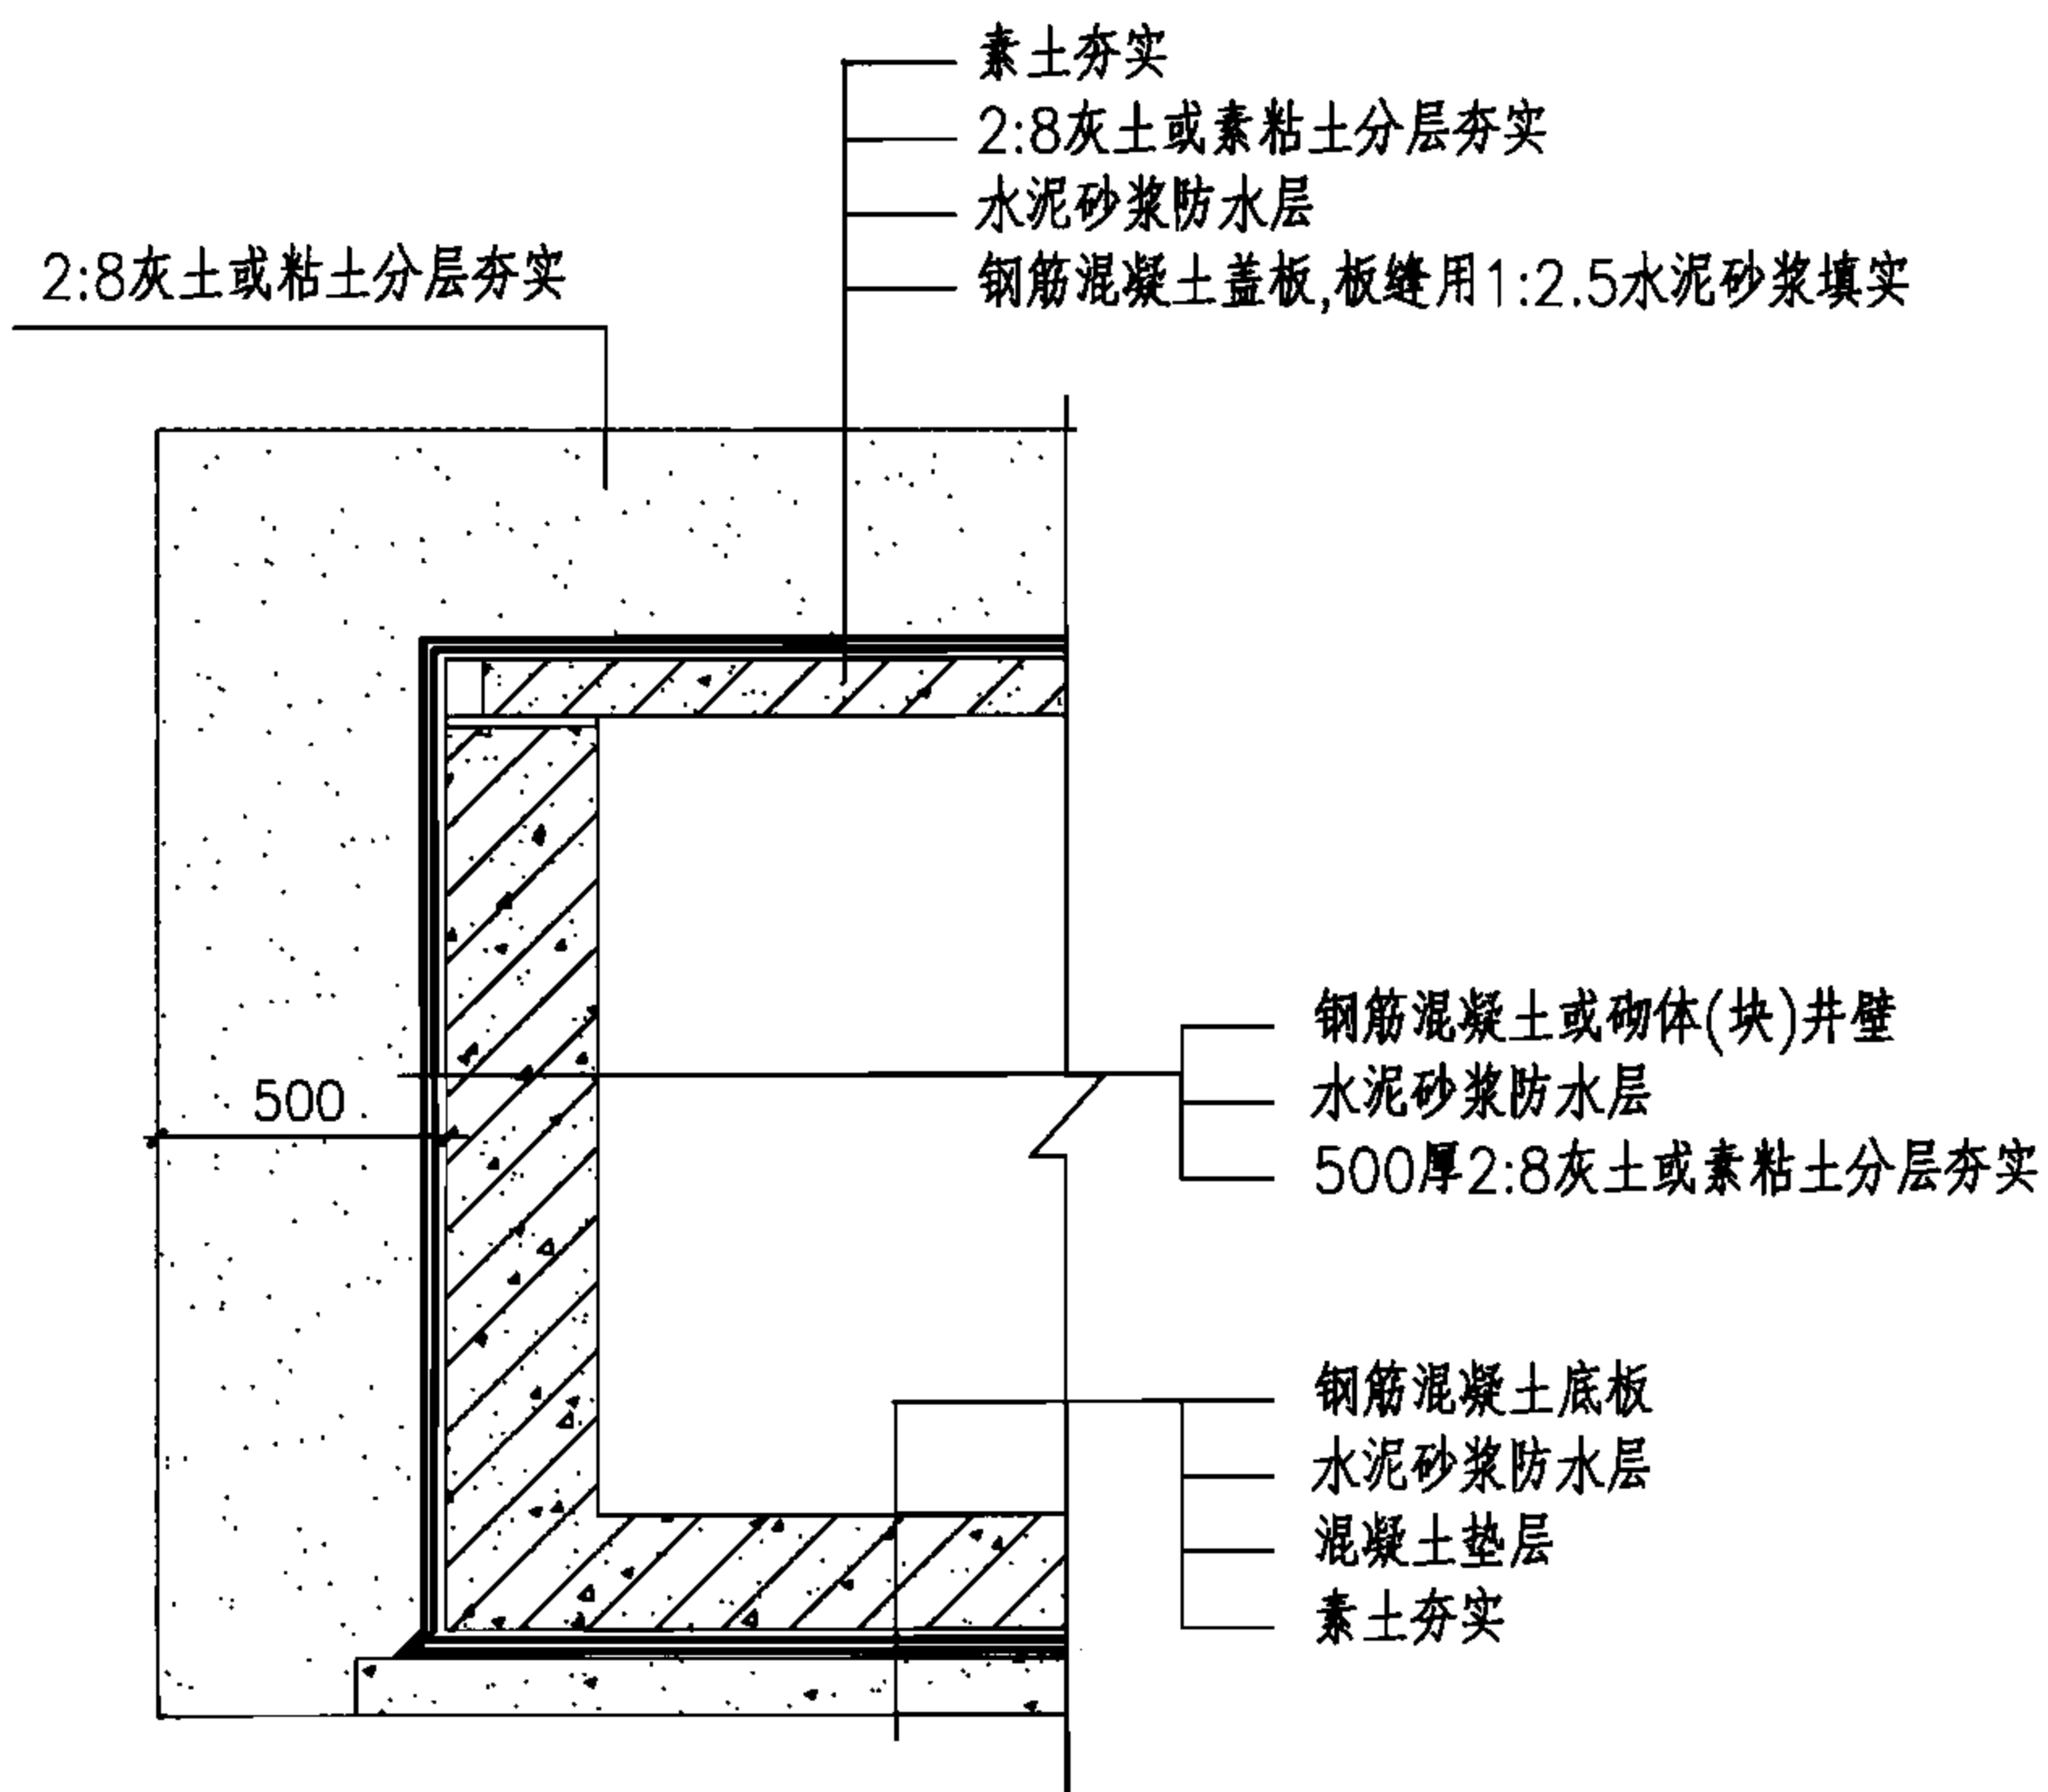 素土夯实
2:8灰土或素粘土分层夯实
水泥砂浆防水层
钢筋混凝土盖板,板缝用1:2.5水泥砂浆填实
2:8灰土或粘土分层夯实
钢筋混凝土或砌体(块)井壁
水泥砂浆防水层
500厚2:8灰土或素粘土分层夯实
500
钢筋混凝土底板
水泥砂浆防水层
混凝土垫层
素土夯实